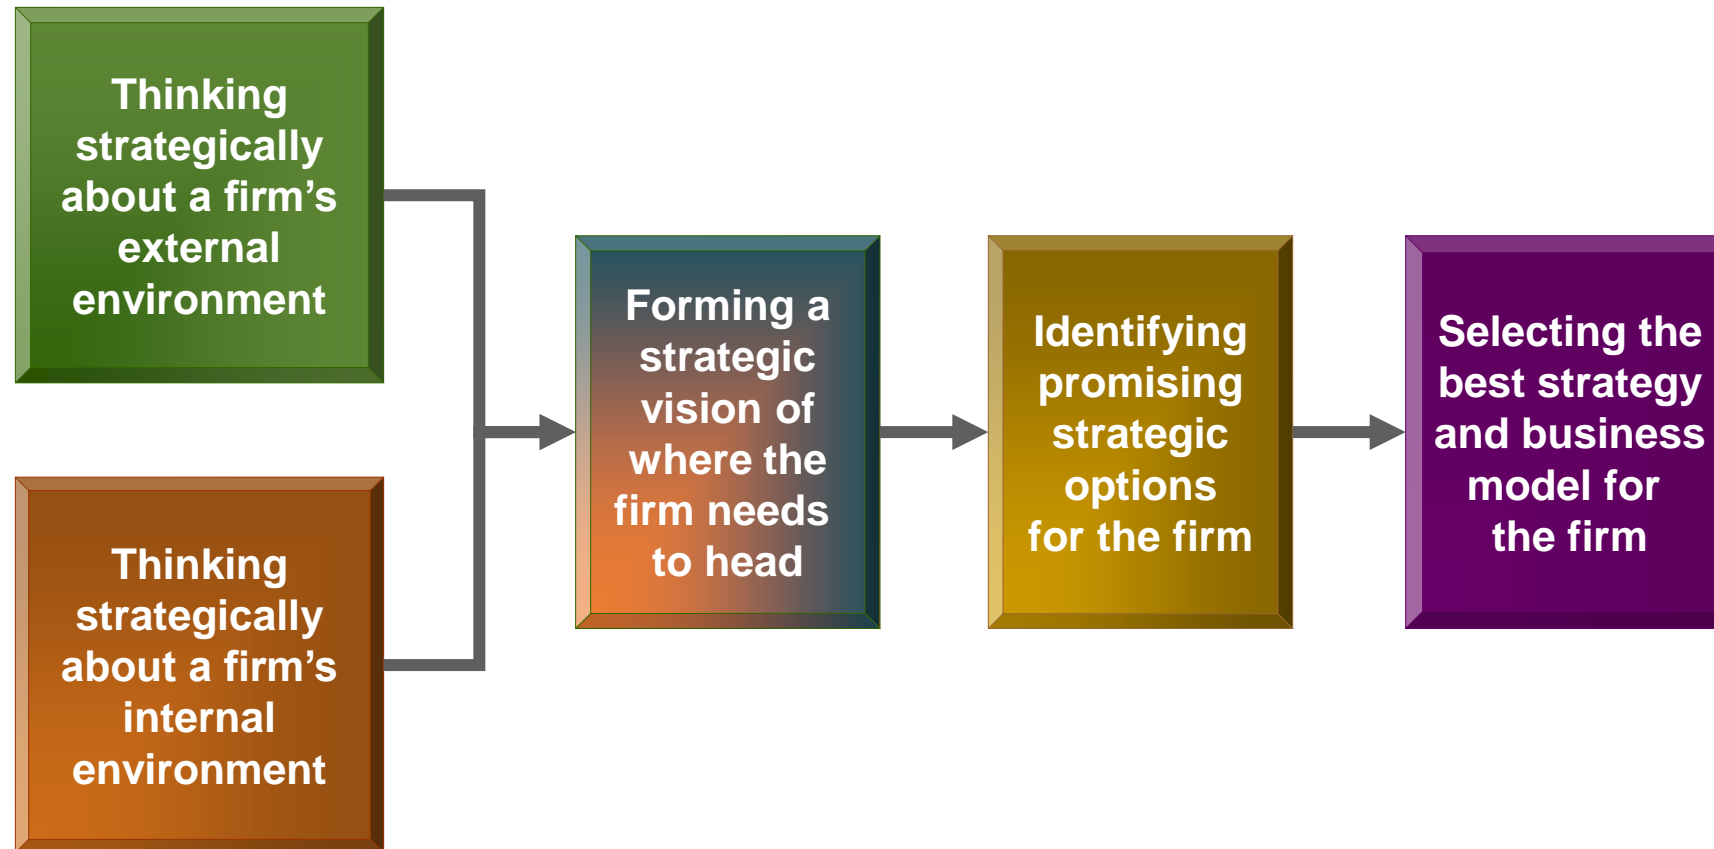 Thinking
strategically
about a firm’s
external
environment
Thinking
strategically
about a firm’s
internal
environment
Forming a
strategic
vision of
where the
firm needs
to head
Identifying
promising
strategic
options
for the firm
Selecting the
best strategy
and business
model for
the firm